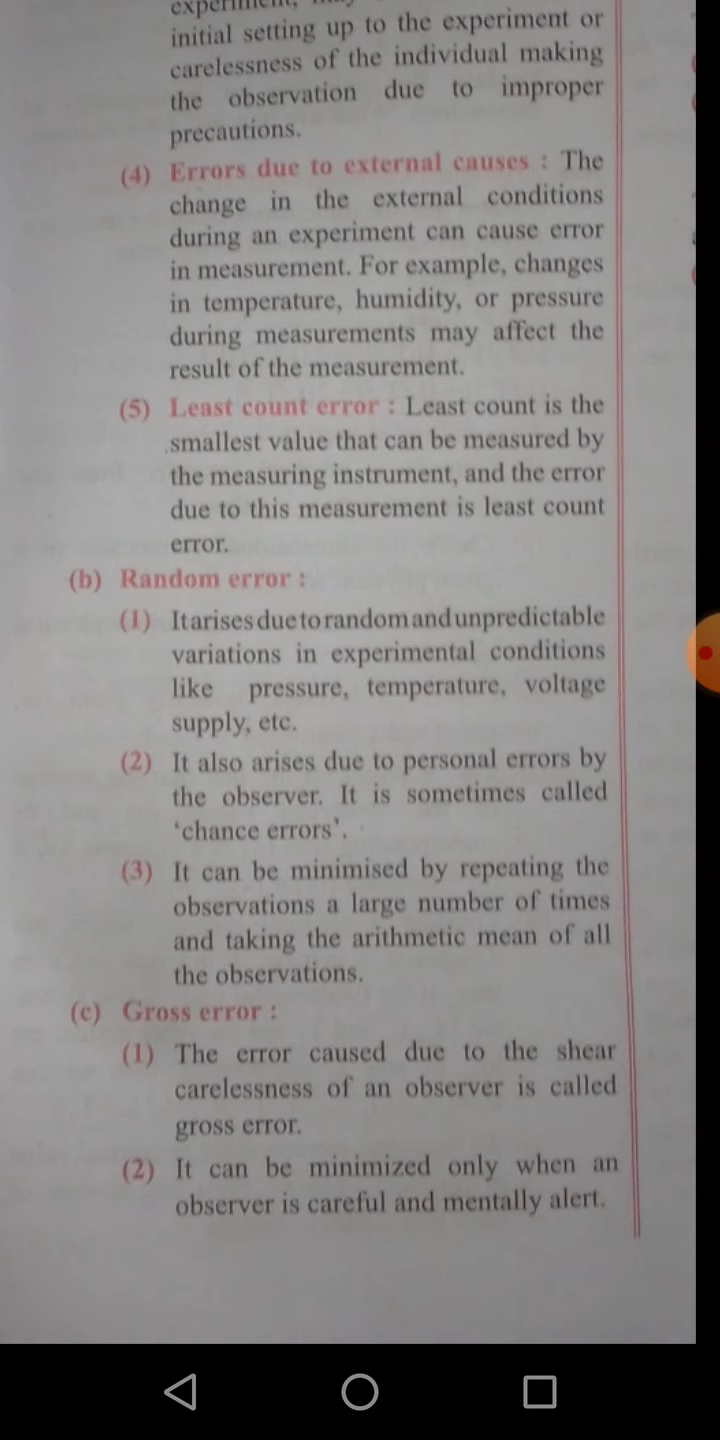 initial setting up to the experiment or
carelessness of the individual making
the observation due to improper
precautions.
(4) Errors due to external causes : The
change in the external conditions
during an experiment can cause error
in measurement. For example, changes
in temperature, humidity, or pressure
during measurements may affect the
result of the measurement.
(5) Least count error : Least count is the
smallest value that can be measured by
the measuring instrument, and the error
due to this measurement is least count
error.
(b) Random error :
(1) It arises due to random and unpredictable
variations in experimental conditions
like pressure, temperature, voltage
supply, etc.
(2) It also arises due to personal errors by
the observer. It is sometimes called
‘chance errors’.
(3) It can be minimised by repeating the
observations a large number of times
and taking the arithmetic mean of all
the observations.
(c) Gross error :
(1) The error caused due to the shear
carelessness of an observer is called
gross error.
(2) It can be minimized only when an
observer is careful and mentally alert.